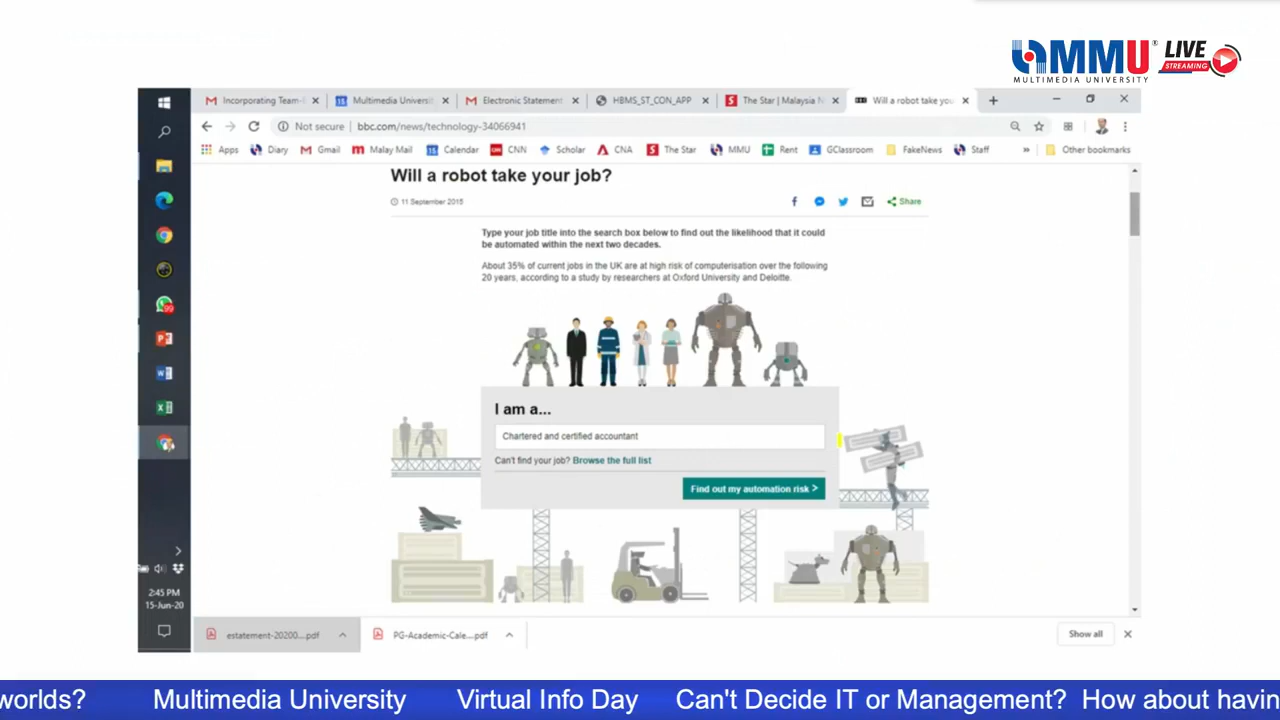 MMU LIVE
STREAMING
MULTIMEDIA UNIVERSITY
Incorporating Team-
Multimedia Universi
Electronic Statement
HBMS_ST_CON_APP
The Star | Malaysia N
Will a robot take you
Not secure | bbc.com/news/technology-34066941
Apps Diary Gmail Malay Mail Calendar CNN Scholar CNA The Star MMU Rent GClassroom FakeNews Staff » Other bookmarks
Will a robot take your job?
11 September 2015
Share
Type your job title into the search box below to find out the likelihood that it could
be automated within the next two decades.
About 35% of current jobs in the UK are at high risk of computerisation over the following
20 years, according to a study by researchers at Oxford University and Deloitte.
I am a...
Chartered and certified accountant
Can't find your job? Browse the full list
Find out my automation risk >
2:45 PM
15-Jun-20
estatement-20200....pdf
PG-Academic-Cale....pdf
Show all
worlds? Multimedia University Virtual Info Day Can't Decide IT or Management? How about havin